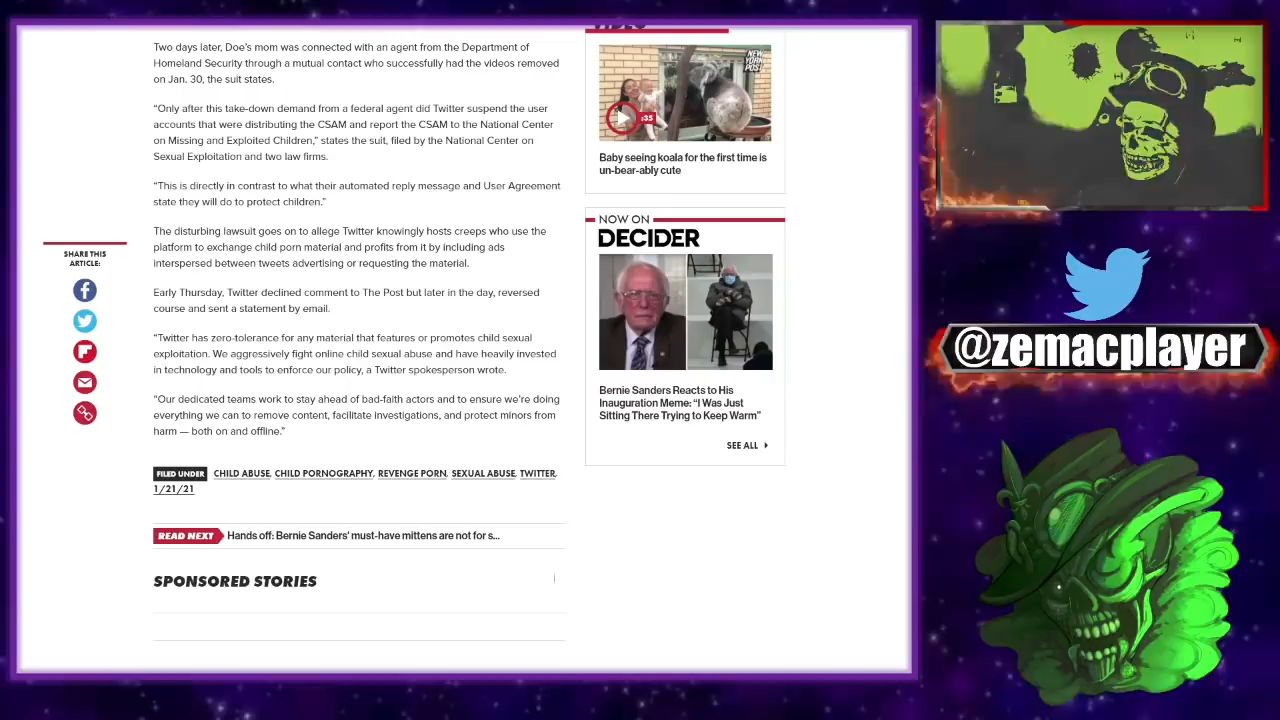 Two days later, Doe's mom was connected with an agent from the Department of
Homeland Security through a mutual contact who successfully had the videos removed
on Jan. 30, the suit states.
“Only after this take-down demand from a federal agent did Twitter suspend the user
accounts that were distributing the CSAM and report the CSAM to the National Center
on Missing and Exploited Children,” states the suit, filed by the National Center on
Sexual Exploitation and two law firms.
“This is directly in contrast to what their automated reply message and User Agreement
state they will do to protect children.”
The disturbing lawsuit goes on to allege Twitter knowingly hosts creeps who use the
platform to exchange child porn material and profits from it by including ads
interspersed between tweets advertising or requesting the material.
Early Thursday, Twitter declined comment to The Post but later in the day, reversed
course and sent a statement by email.
“Twitter has zero-tolerance for any material that features or promotes child sexual
exploitation. We aggressively fight online child sexual abuse and have heavily invested
in technology and tools to enforce our policy, a Twitter spokesperson wrote.
“Our dedicated teams work to stay ahead of bad-faith actors and to ensure we're doing
everything we can to remove content, facilitate investigations, and protect minors from
harm — both on and offline.”
FILED UNDER CHILD ABUSE, CHILD PORNOGRAPHY, REVENGE PORN, SEXUAL ABUSE, TWITTER,
1/21/21
READ NEXT Hands off: Bernie Sanders' must-have mittens are not for s...
SPONSORED STORIES
SHARE THIS
ARTICLE:
NEW
YORK
POST
:35
Baby seeing koala for the first time is
un-bear-ably cute
NOW ON
DECIDER
Bernie Sanders Reacts to His
Inauguration Meme: “I Was Just
Sitting There Trying to Keep Warm”
SEE ALL
@zemacplayer